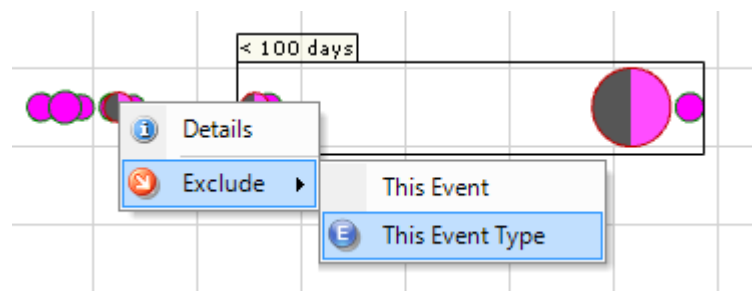 < 100 days
Details
Exclude
This Event
This Event Type